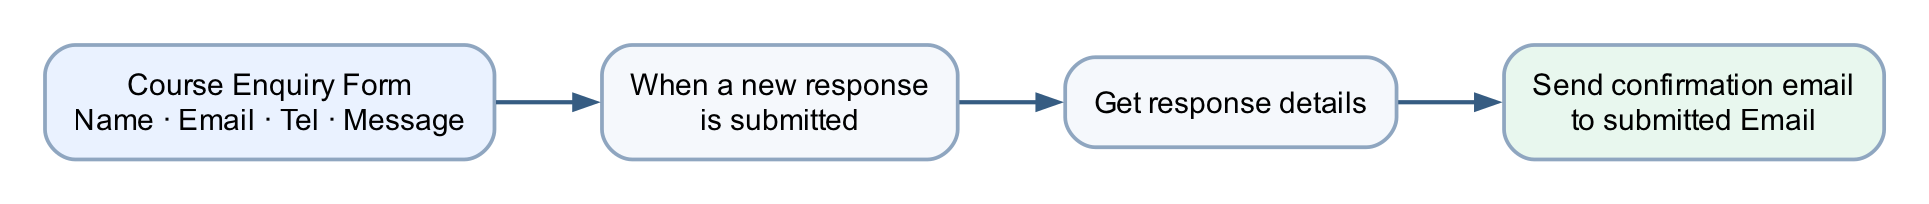 Course Enquiry Form
Name · Email · Tel · Message
When a new response
is submitted
Get response details
Send confirmation email
to submitted Email